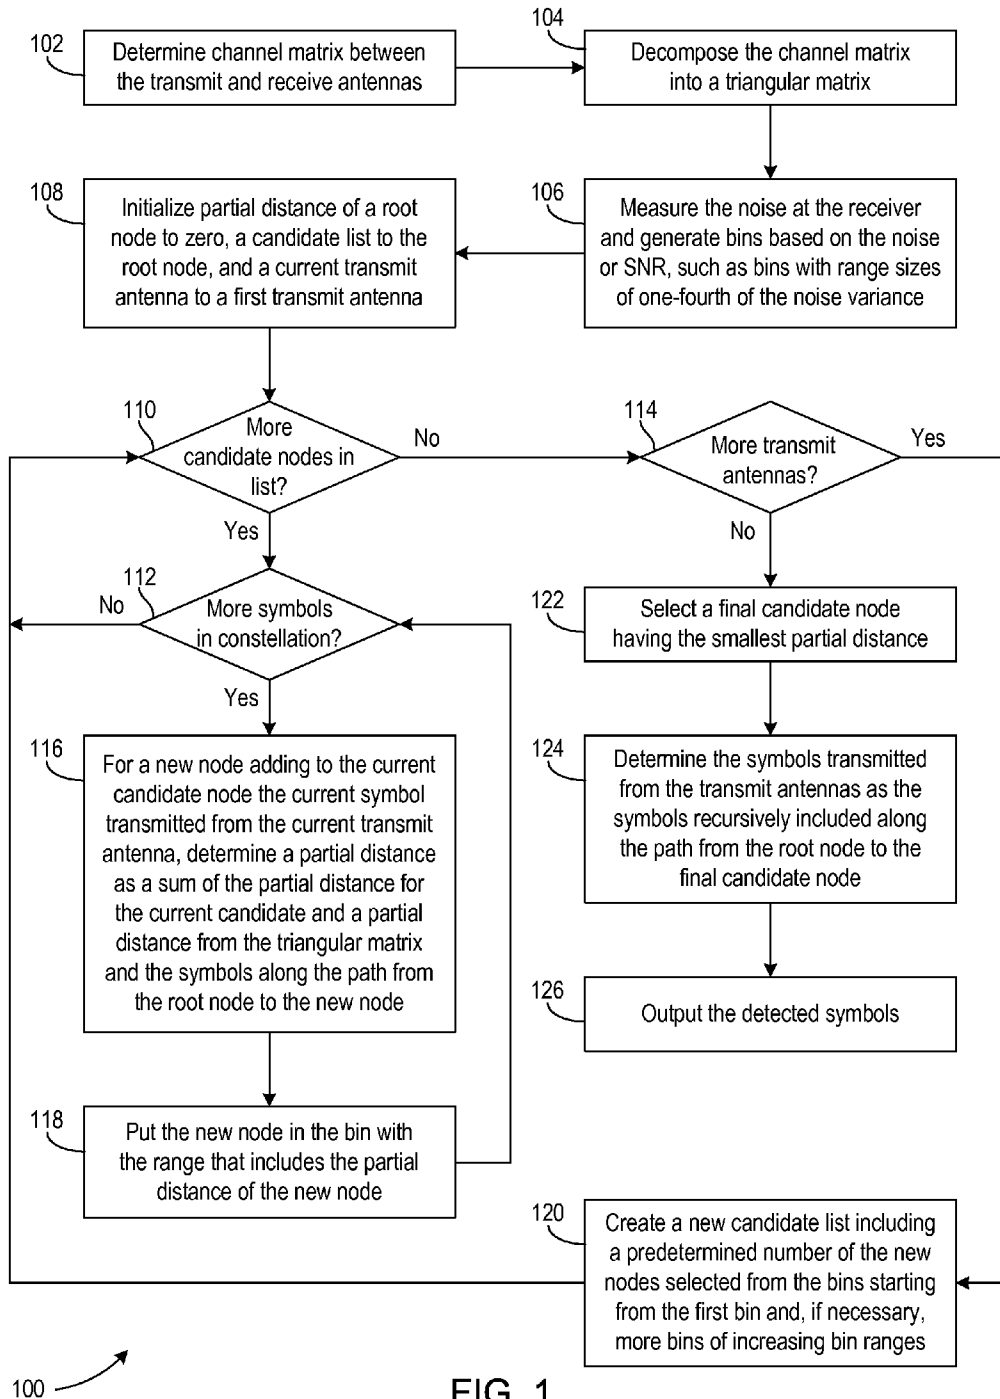 102
Determine channel matrix between
the transmit and receive antennas
104
Decompose the channel matrix
into a triangular matrix
108
Initialize partial distance of a root
node to zero, a candidate list to the
root node, and a current transmit
antenna to a first transmit antenna
106
Measure the noise at the receiver
and generate bins based on the noise
or SNR, such as bins with range sizes
of one-fourth of the noise variance
110
More
candidate nodes in
list?
No
Yes
114
More transmit
antennas?
Yes
No
112
More symbols
in constellation?
No
Yes
122
Select a final candidate node
having the smallest partial distance
116
For a new node adding to the current
candidate node the current symbol
transmitted from the current transmit
antenna, determine a partial distance
as a sum of the partial distance for
the current candidate and a partial
distance from the triangular matrix
and the symbols along the path from
the root node to the new node
124
Determine the symbols transmitted
from the transmit antennas as the
symbols recursively included along
the path from the root node to the
final candidate node
126
Output the detected symbols
118
Put the new node in the bin with
the range that includes the partial
distance of the new node
120
Create a new candidate list including
a predetermined number of the new
nodes selected from the bins starting
from the first bin and, if necessary,
more bins of increasing bin ranges
100
FIG. 1